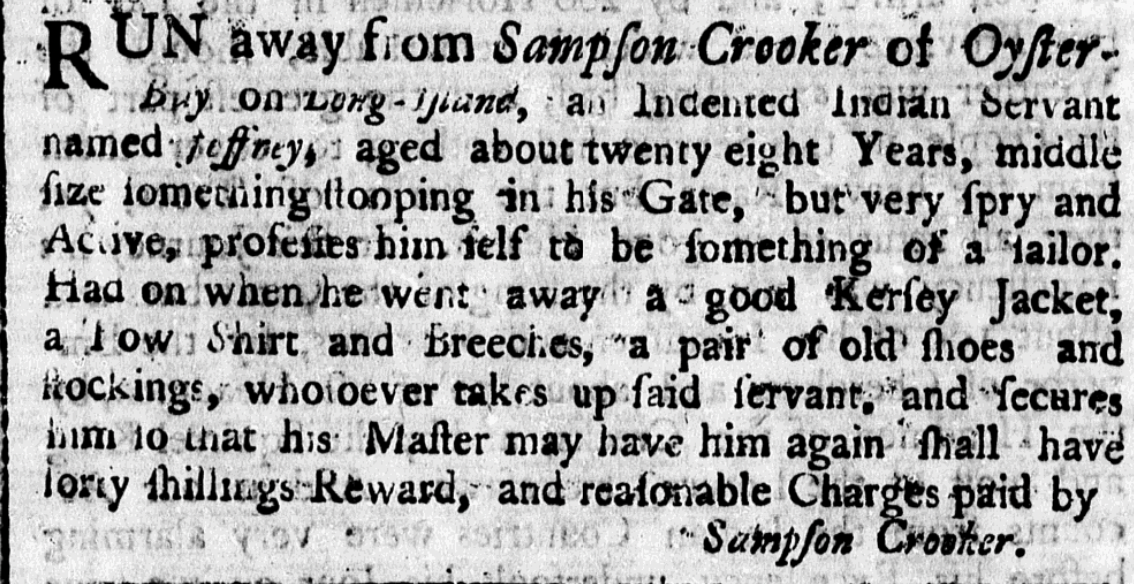 RUN away from Sampſon Crooker of Oyſter-
Bay on Long-Iſland, an Indented Indian Servant
named Jeffrey, aged about twenty eight Years, middle
ſize ſomething ſtooping in his Gate, but very ſpry and
Active, profeſſes him ſelf to be ſomething of a ſailor.
Had on when he went away a good Kerſey Jacket,
a Tow Shirt and Breeches, a pair of old ſhoes and
ſtockings, whoſoever takes up ſaid ſervant, and ſecures
him ſo that his Maſter may have him again ſhall have
forty ſhillings Reward, and reaſonable Charges paid by
Sampſon Crooker.